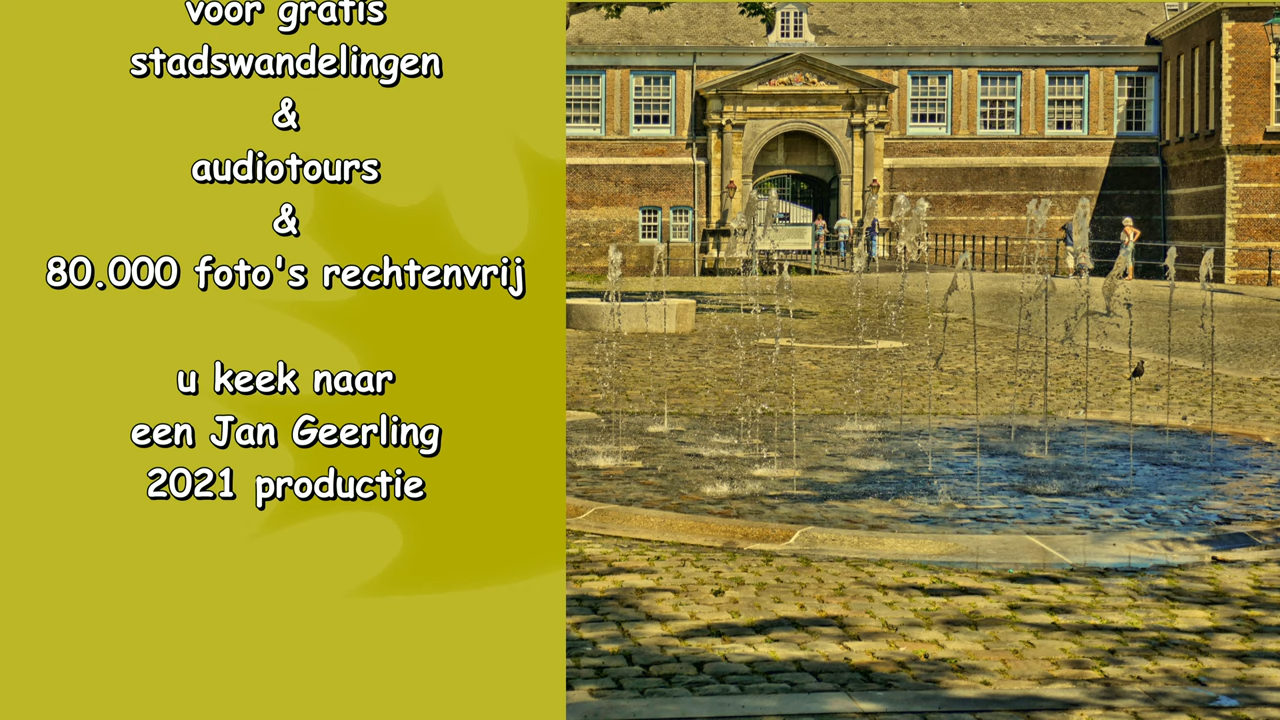 voor gratis
stadswandelingen
&
audiotours
&
80.000 foto's rechtenvrij
u keek naar
een Jan Geerling
2021 productie